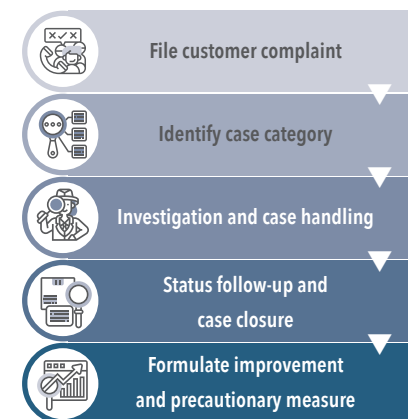 File customer complaint
Identify case category
Investigation and case handling
Status follow-up and
case closure
Formulate improvement
and precautionary measure